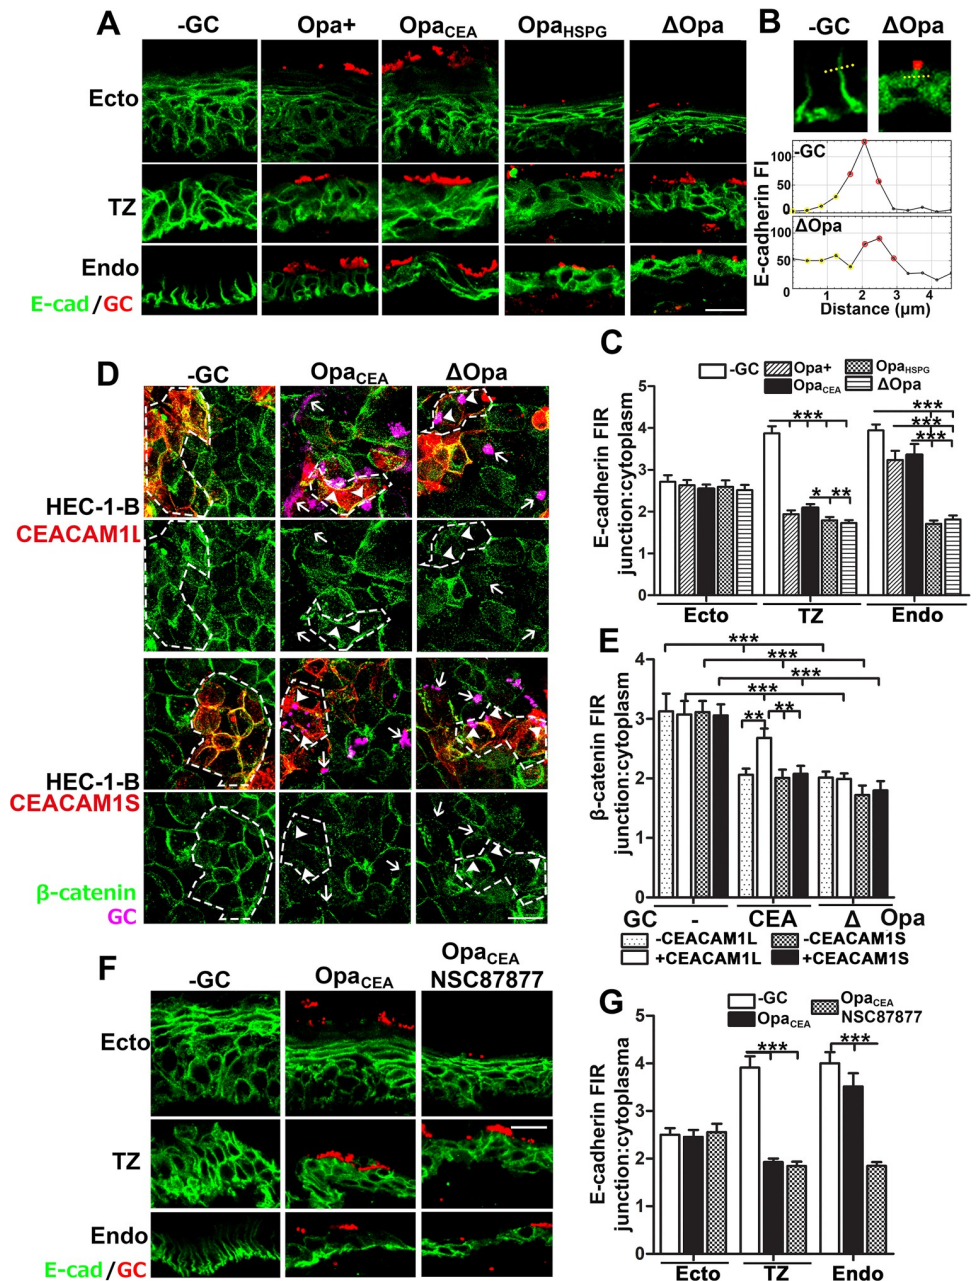 A
-GC Opa+ OpaCEA OpaHSPG ΔOpa
Ecto
TZ
Endo
E-cad/GC
B
-GC ΔOpa
E-cadherin FI
-GC
100
50
0
ΔOpa
100
50
0
0 1 2 3 4
Distance (μm)
C
-GC Opa+ OpaHSPG
OpaCEA ΔOpa
E-cadherin FIR
junction:cytoplasm
5
4
3
2
1
0
*** *** *** ***
* **
Ecto TZ Endo
D
-GC OpaCEA ΔOpa
HEC-1-B
CEACAM1L
HEC-1-B
CEACAM1S
β-catenin
GC
E
β-catenin FIR
junction:cytoplasm
4
3
2
1
0
***
***
***
***
** **
GC - CEA Δ Opa
-CEACAM1L -CEACAM1S
+CEACAM1L +CEACAM1S
F
-GC OpaCEA OpaCEA
NSC87877
Ecto
TZ
Endo
E-cad/GC
G
-GC OpaCEA
OpaCEA NSC87877
E-cadherin FIR
junction:cytoplasma
5
4
3
2
1
0
*** ***
Ecto TZ Endo